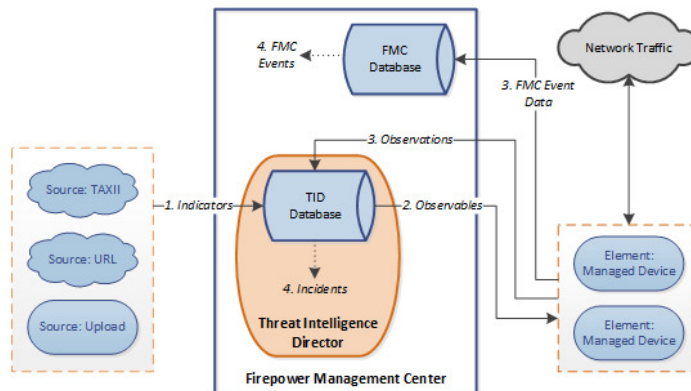 4. FMC
Events
FMC
Database
Network Traffic
3. FMC Event
Data
3. Observations
Source: TAXII
1. Indicators
TID
Database
2. Observables
Source: URL
Element:
Managed Device
4. Incidents
Source: Upload
Threat Intelligence
Director
Element:
Managed Device
Firepower Management Center